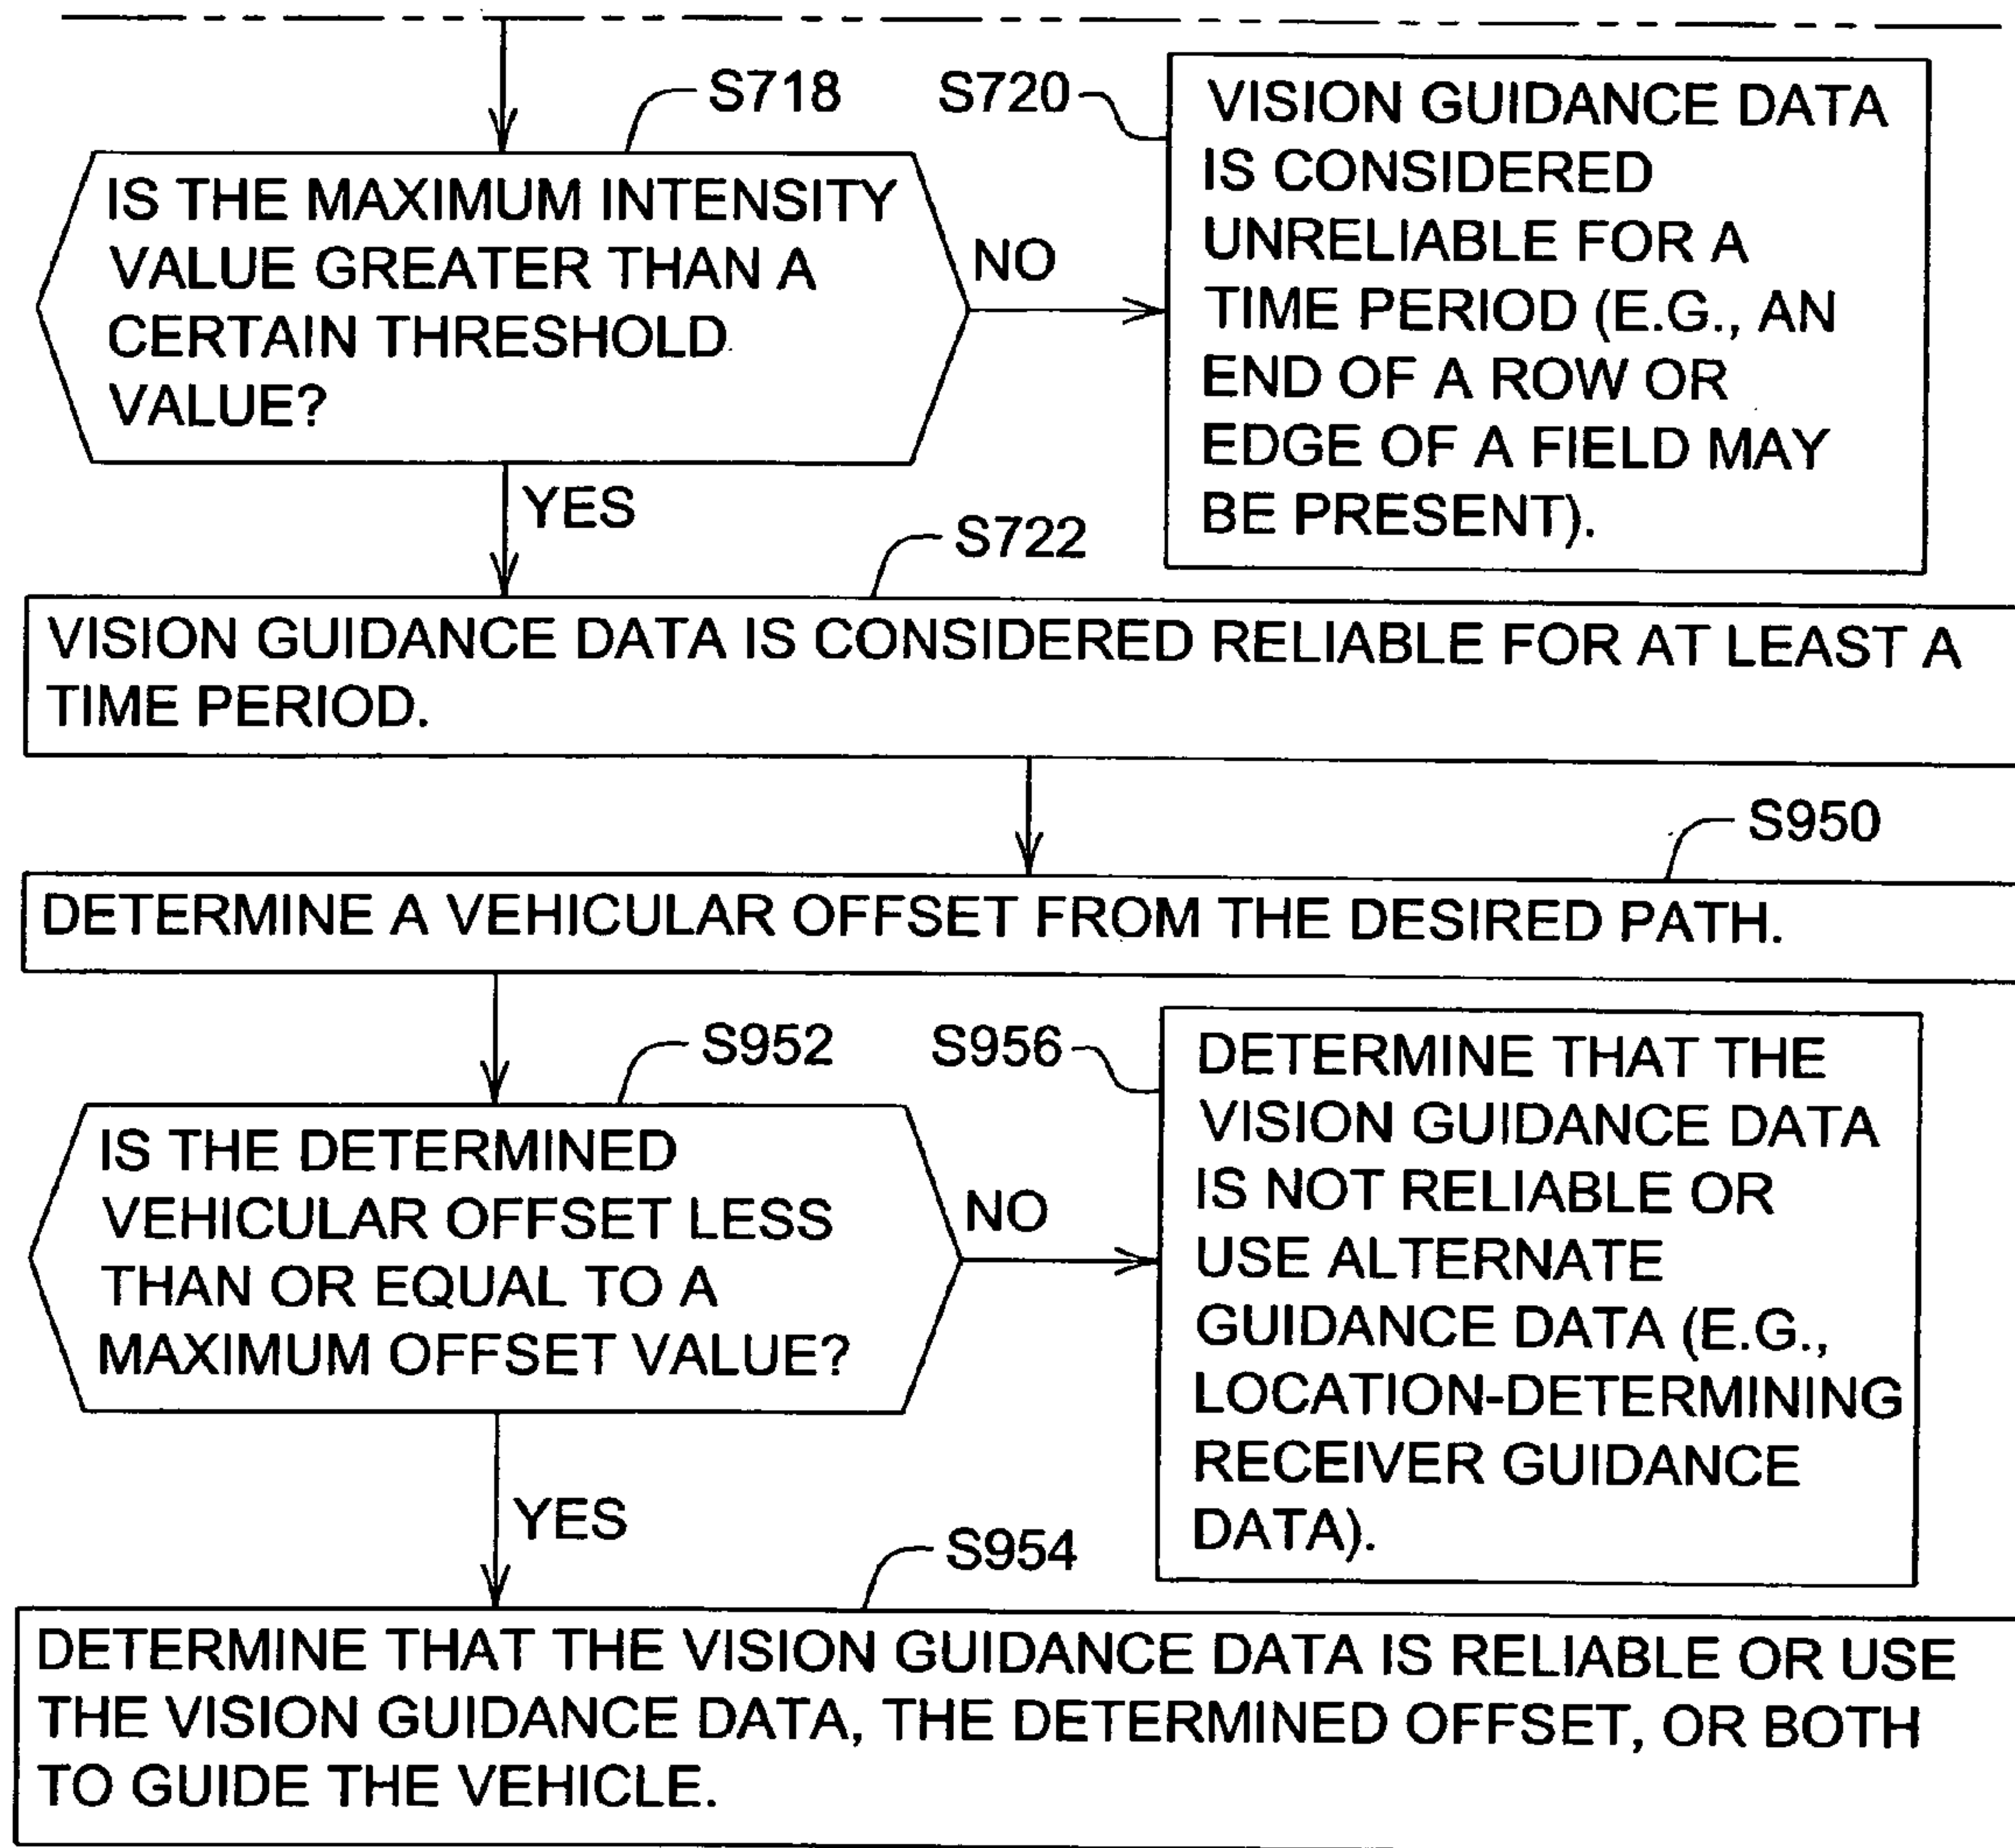 S718
IS THE MAXIMUM INTENSITY
VALUE GREATER THAN A
CERTAIN THRESHOLD
VALUE?
NO
S720
VISION GUIDANCE DATA
IS CONSIDERED
UNRELIABLE FOR A
TIME PERIOD (E.G., AN
END OF A ROW OR
EDGE OF A FIELD MAY
BE PRESENT).
YES
S722
VISION GUIDANCE DATA IS CONSIDERED RELIABLE FOR AT LEAST A
TIME PERIOD.
S950
DETERMINE A VEHICULAR OFFSET FROM THE DESIRED PATH.
S952
IS THE DETERMINED
VEHICULAR OFFSET LESS
THAN OR EQUAL TO A
MAXIMUM OFFSET VALUE?
NO
S956
DETERMINE THAT THE
VISION GUIDANCE DATA
IS NOT RELIABLE OR
USE ALTERNATE
GUIDANCE DATA (E.G.,
LOCATION-DETERMINING
RECEIVER GUIDANCE
DATA).
YES
S954
DETERMINE THAT THE VISION GUIDANCE DATA IS RELIABLE OR USE
THE VISION GUIDANCE DATA, THE DETERMINED OFFSET, OR BOTH
TO GUIDE THE VEHICLE.